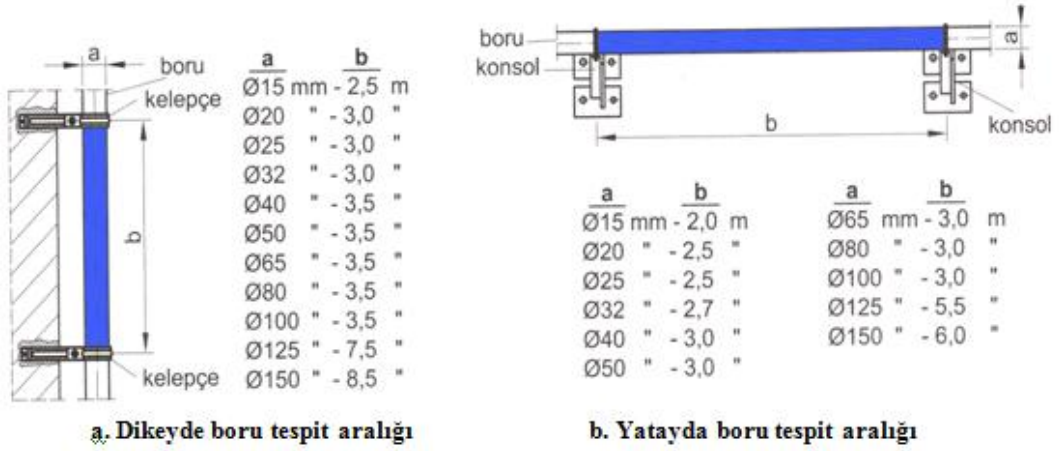 a
boru
kelepçe
b
kelepçe
a b
Ø15 mm - 2,5 m
Ø20 " - 3,0 "
Ø25 " - 3,0 "
Ø32 " - 3,0 "
Ø40 " - 3,5 "
Ø50 " - 3,5 "
Ø65 " - 3,5 "
Ø80 " - 3,5 "
Ø100 " - 3,5 "
Ø125 " - 7,5 "
Ø150 " - 8,5 "
a. Dikeyde boru tespit aralığı
boru
konsol
a
b
konsol
a b
Ø15 mm - 2,0 m
Ø20 " - 2,5 "
Ø25 " - 2,5 "
Ø32 " - 2,7 "
Ø40 " - 3,0 "
Ø50 " - 3,0 "
a b
Ø65 mm - 3,0 m
Ø80 " - 3,0 "
Ø100 " - 3,0 "
Ø125 " - 5,5 "
Ø150 " - 6,0 "
b. Yatayda boru tespit aralığı